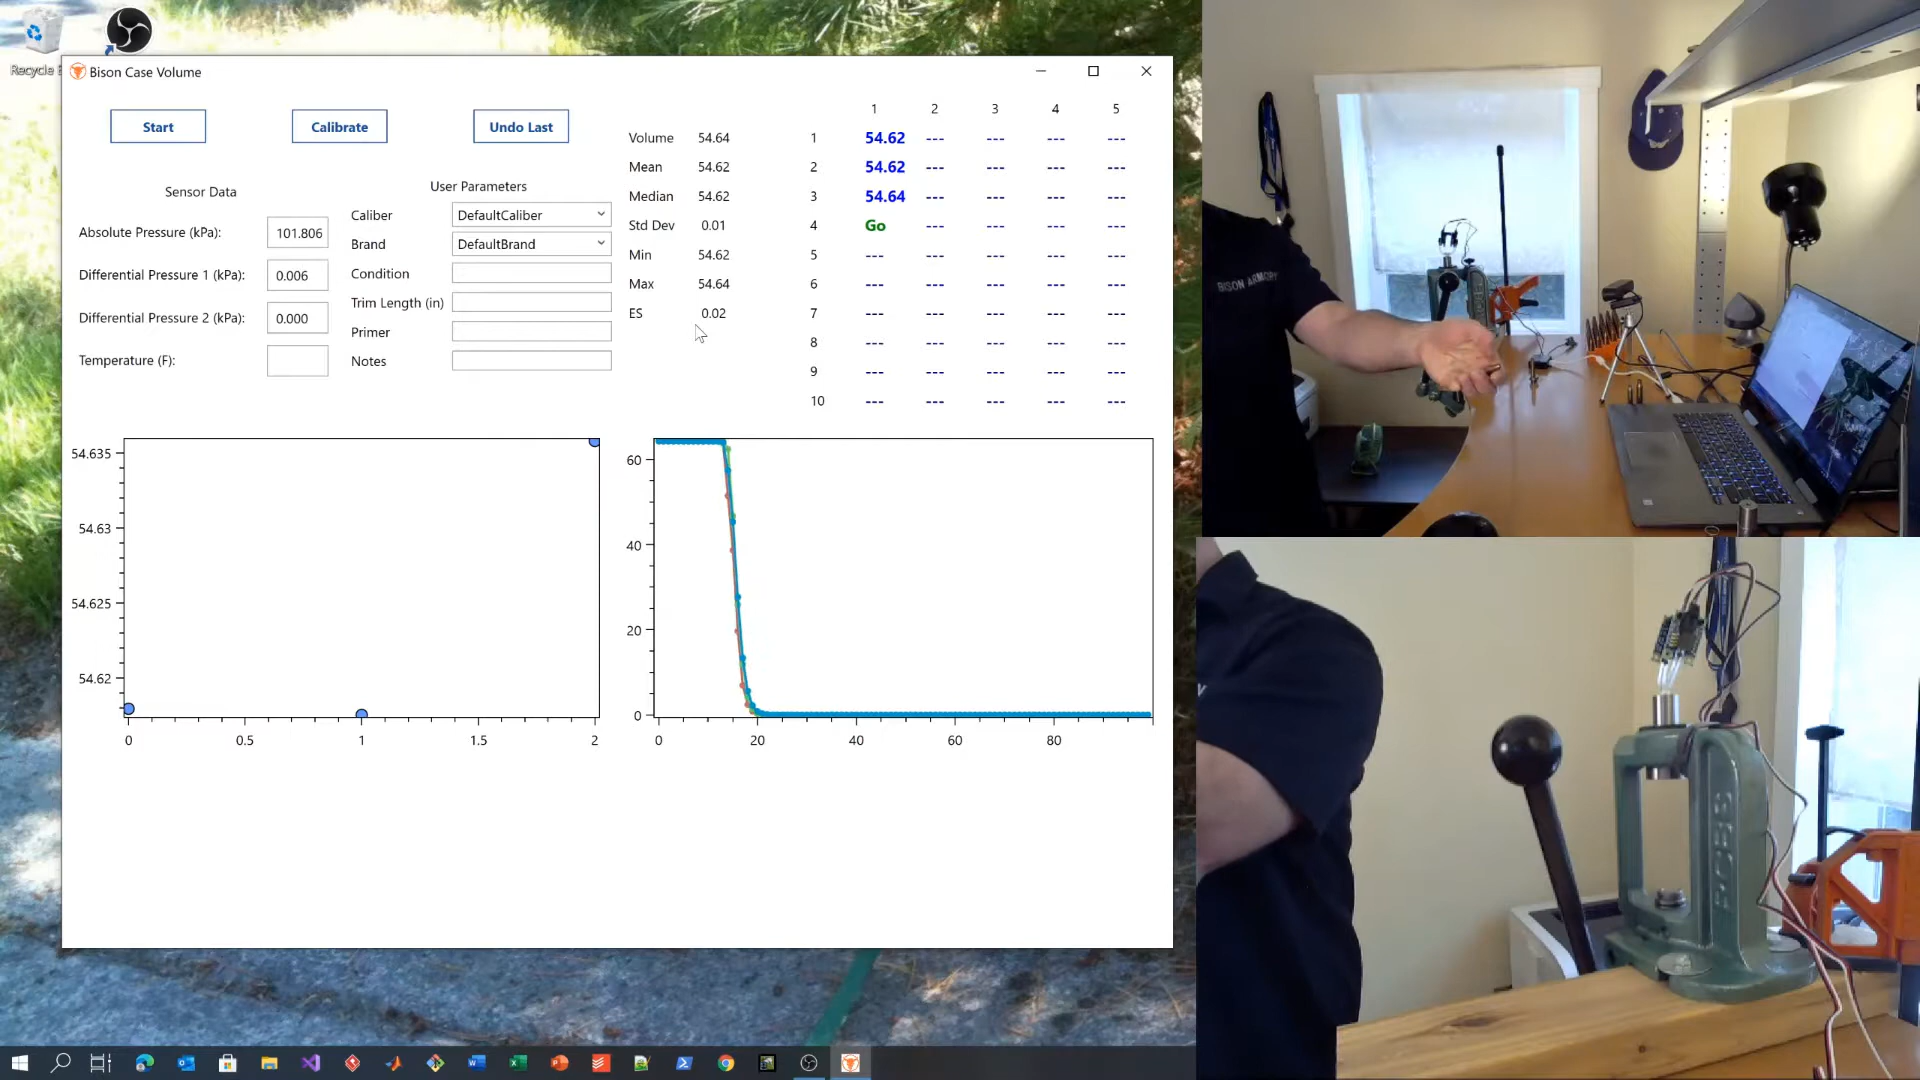 Recycle
Bison Case Volume
Start
Calibrate
Undo Last
Sensor Data
Absolute Pressure (kPa): 101.806
Differential Pressure 1 (kPa): 0.006
Differential Pressure 2 (kPa): 0.000
Temperature (F):
User Parameters
Caliber DefaultCaliber
Brand DefaultBrand
Condition
Trim Length (in)
Primer
Notes
Volume 54.64
Mean 54.62
Median 54.62
Std Dev 0.01
Min 54.62
Max 54.64
ES 0.02
1 2 3 4 5
1 54.62 --- --- --- ---
2 54.62 --- --- --- ---
3 54.64 --- --- --- ---
4 Go --- --- --- ---
5 --- --- --- --- ---
6 --- --- --- --- ---
7 --- --- --- --- ---
8 --- --- --- --- ---
9 --- --- --- --- ---
10 --- --- --- --- ---
54.635
54.63
54.625
54.62
0 0.5 1 1.5 2
60
40
20
0
0 20 40 60 80
BISON ARMORY
RCBS